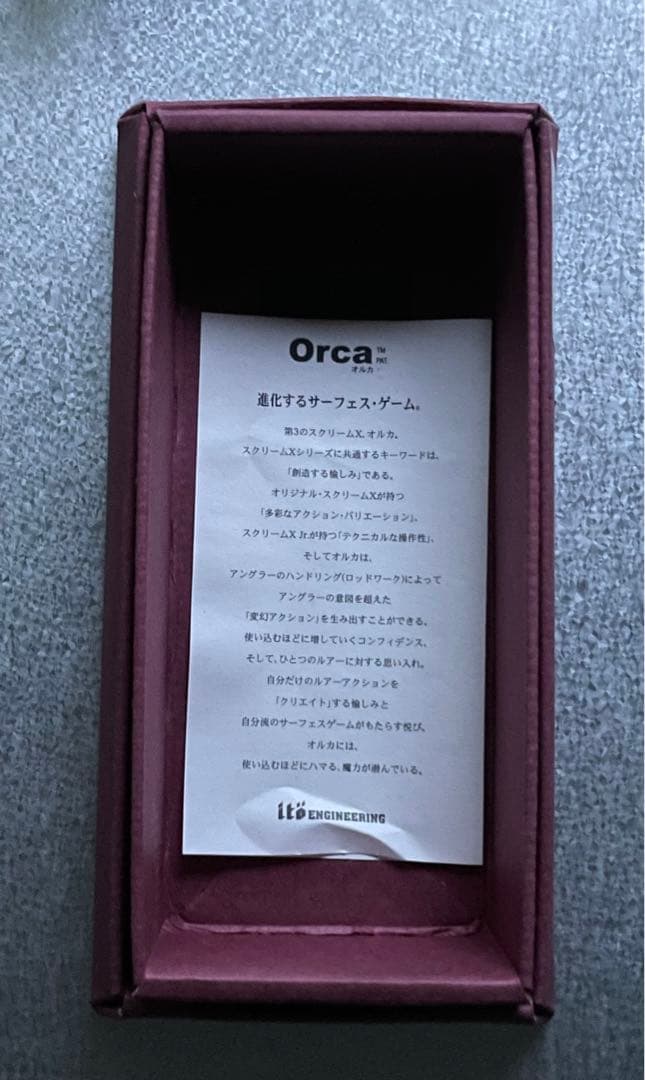 Orca™
PAT.
オルカ
進化するサーフェス・ゲーム。
第3のスクリームX、オルカ。
スクリームXシリーズに共通するキーワードは、
「創造する愉しみ」である。
オリジナル・スクリームXが持つ
「多彩なアクション・バリエーション」、
スクリームX Jr.が持つ「テクニカルな操作性」、
そしてオルカは、
アングラーのハンドリング(ロッドワーク)によって
アングラーの意図を超えた
「変幻アクション」を生み出すことができる。
使い込むほどに増していくコンフィデンス、
そして、ひとつのルアーに対する思い入れ。
自分だけのルアーアクションを
「クリエイト」する愉しみと
自分流のサーフェスゲームがもたらす悦び。
オルカには、
使い込むほどにハマる、魔力が潜んでいる。
itö ENGINEERING